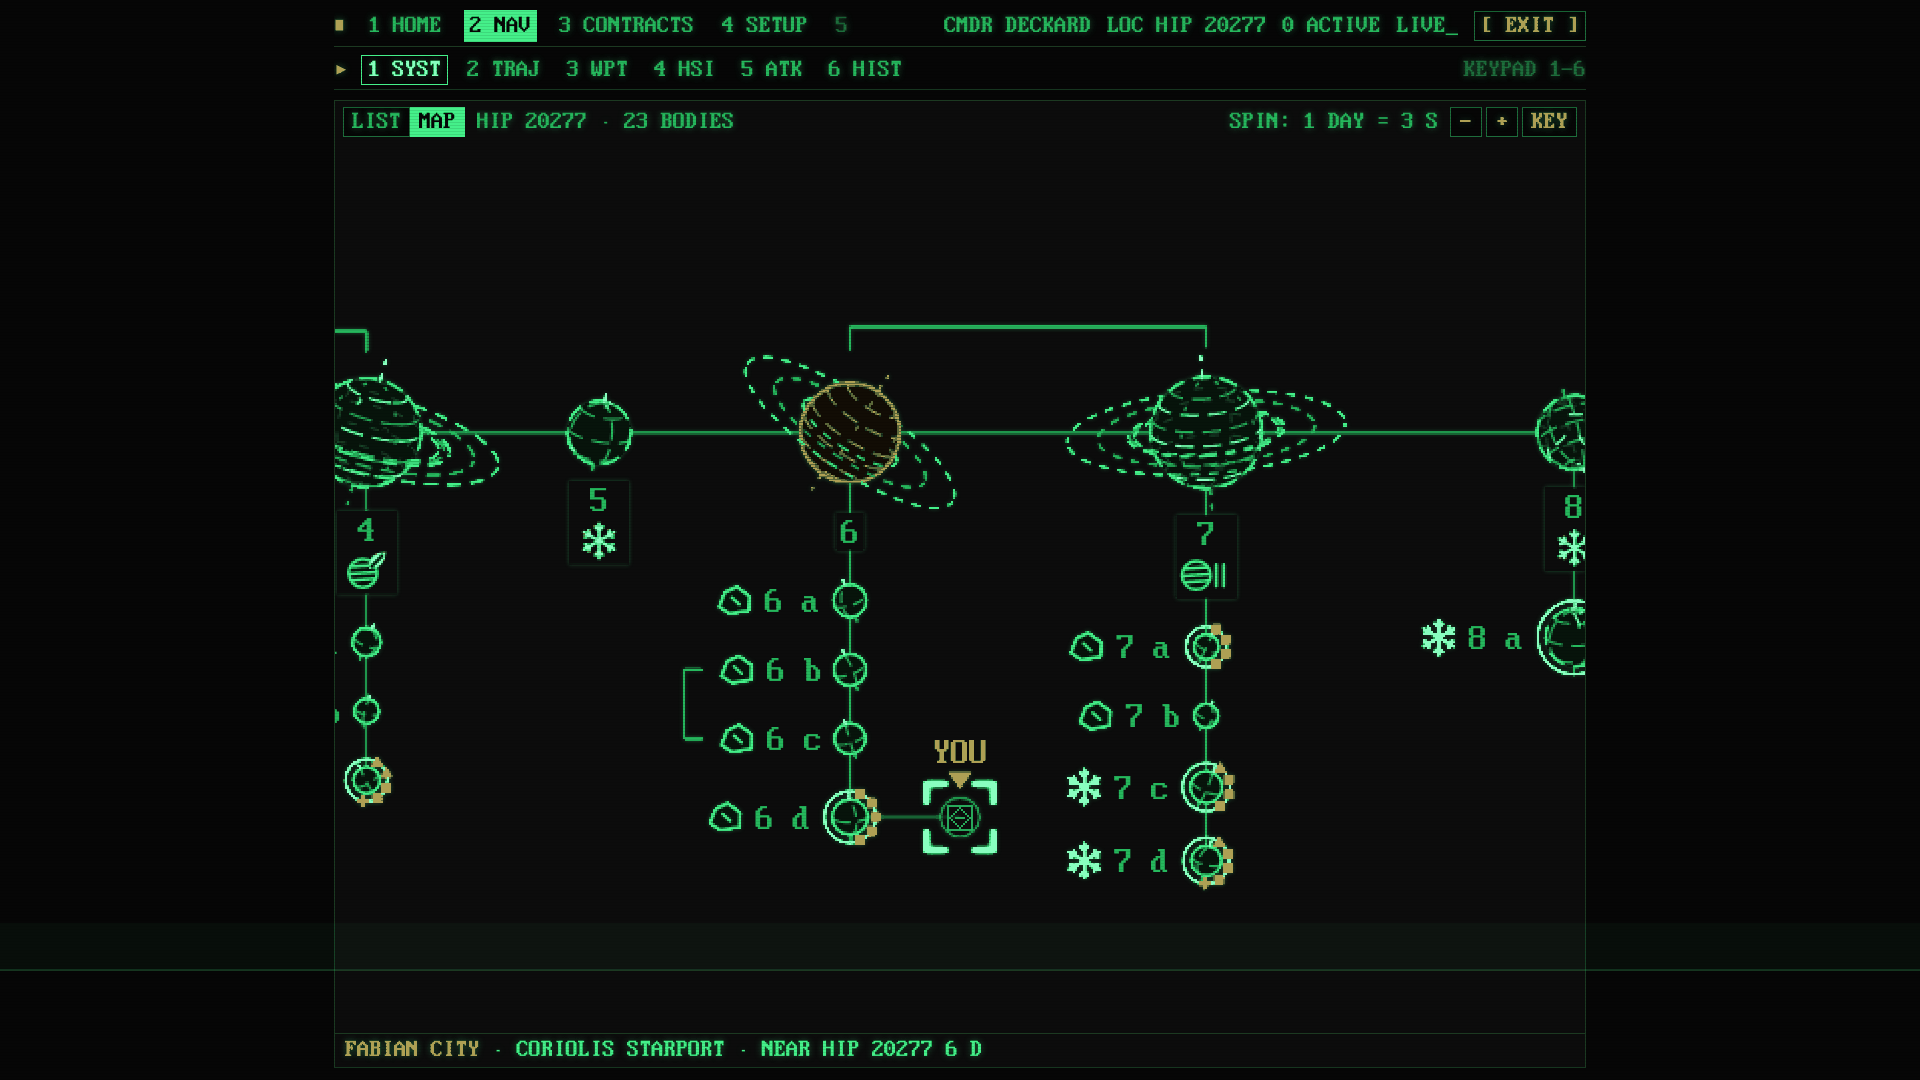 1 HOME 2 NAV 3 CONTRACTS 4 SETUP 5 CMDR DECKARD LOC HIP 20277 0 ACTIVE LIVE_ [ EXIT ]
1 SYST 2 TRAJ 3 WPT 4 HSI 5 ATK 6 HIST KEYPAD 1-6
LIST MAP HIP 20277 · 23 BODIES SPIN: 1 DAY = 3 S - + KEY
4 5 6 7 8
6 a
7 a
8 a
6 b
7 b
6 c
YOU
7 c
6 d
7 d
FABIAN CITY · CORIOLIS STARPORT · NEAR HIP 20277 6 D